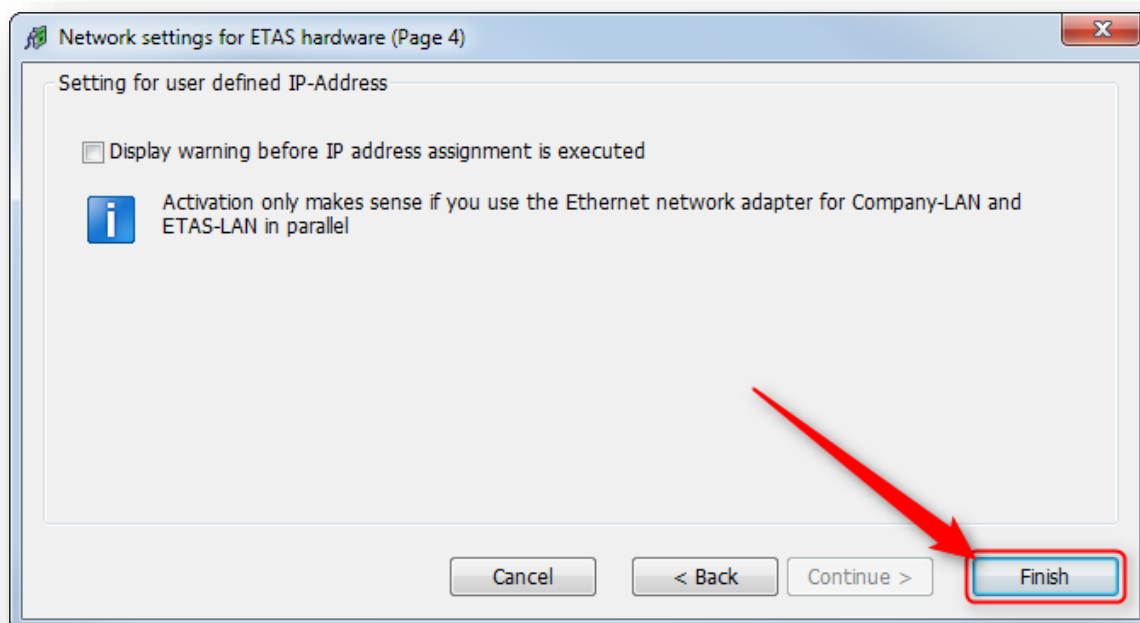 Network settings for ETAS hardware (Page 4)
Setting for user defined IP-Address
Display warning before IP address assignment is executed
Activation only makes sense if you use the Ethernet network adapter for Company-LAN and
ETAS-LAN in parallel
Cancel
< Back
Continue >
Finish